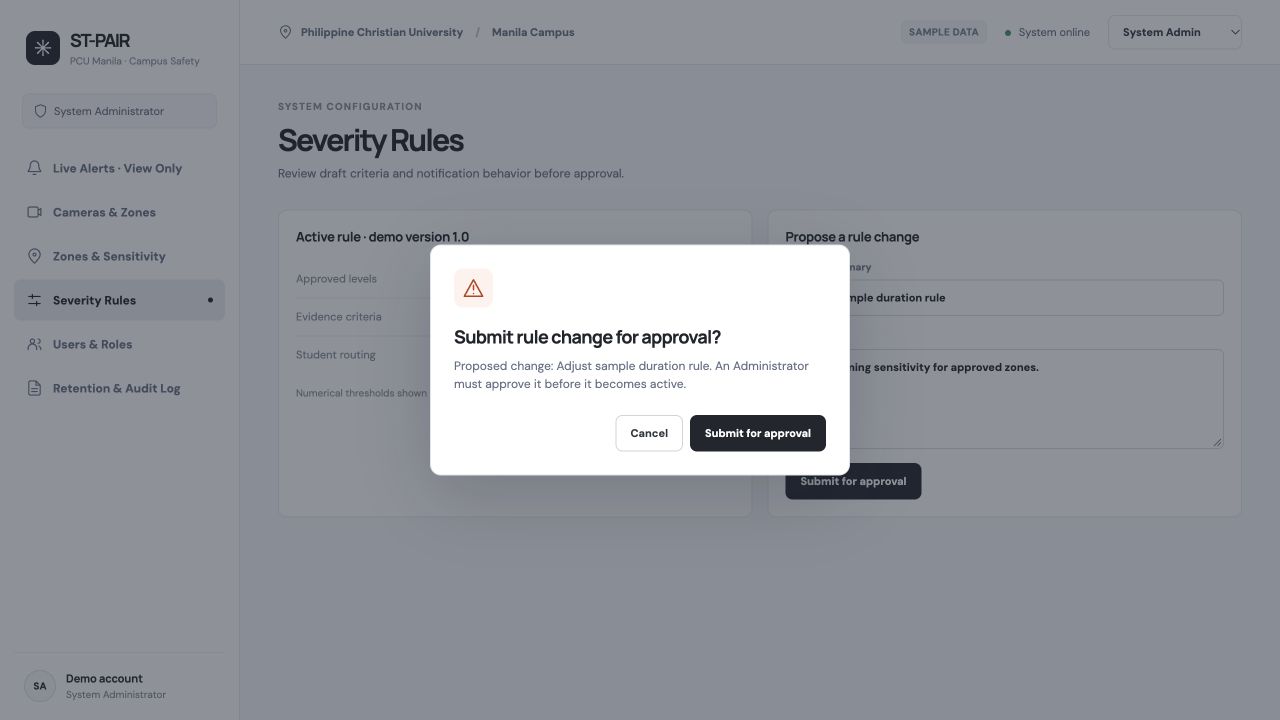 ST-PAIR
PCU Manila · Campus Safety
System Administrator
Live Alerts · View Only
Cameras & Zones
Zones & Sensitivity
Severity Rules
Users & Roles
Retention & Audit Log
SA
Demo account
System Administrator
Philippine Christian University / Manila Campus
SAMPLE DATA
System online
System Admin
SYSTEM CONFIGURATION
Severity Rules
Review draft criteria and notification behavior before approval.
Active rule · demo version 1.0
Approved levels
Evidence criteria
Student routing
Numerical thresholds shown
Propose a rule change
duration rule
sensitivity for approved zones.
Submit for approval
Submit rule change for approval?
Proposed change: Adjust sample duration rule. An Administrator
must approve it before it becomes active.
Cancel
Submit for approval